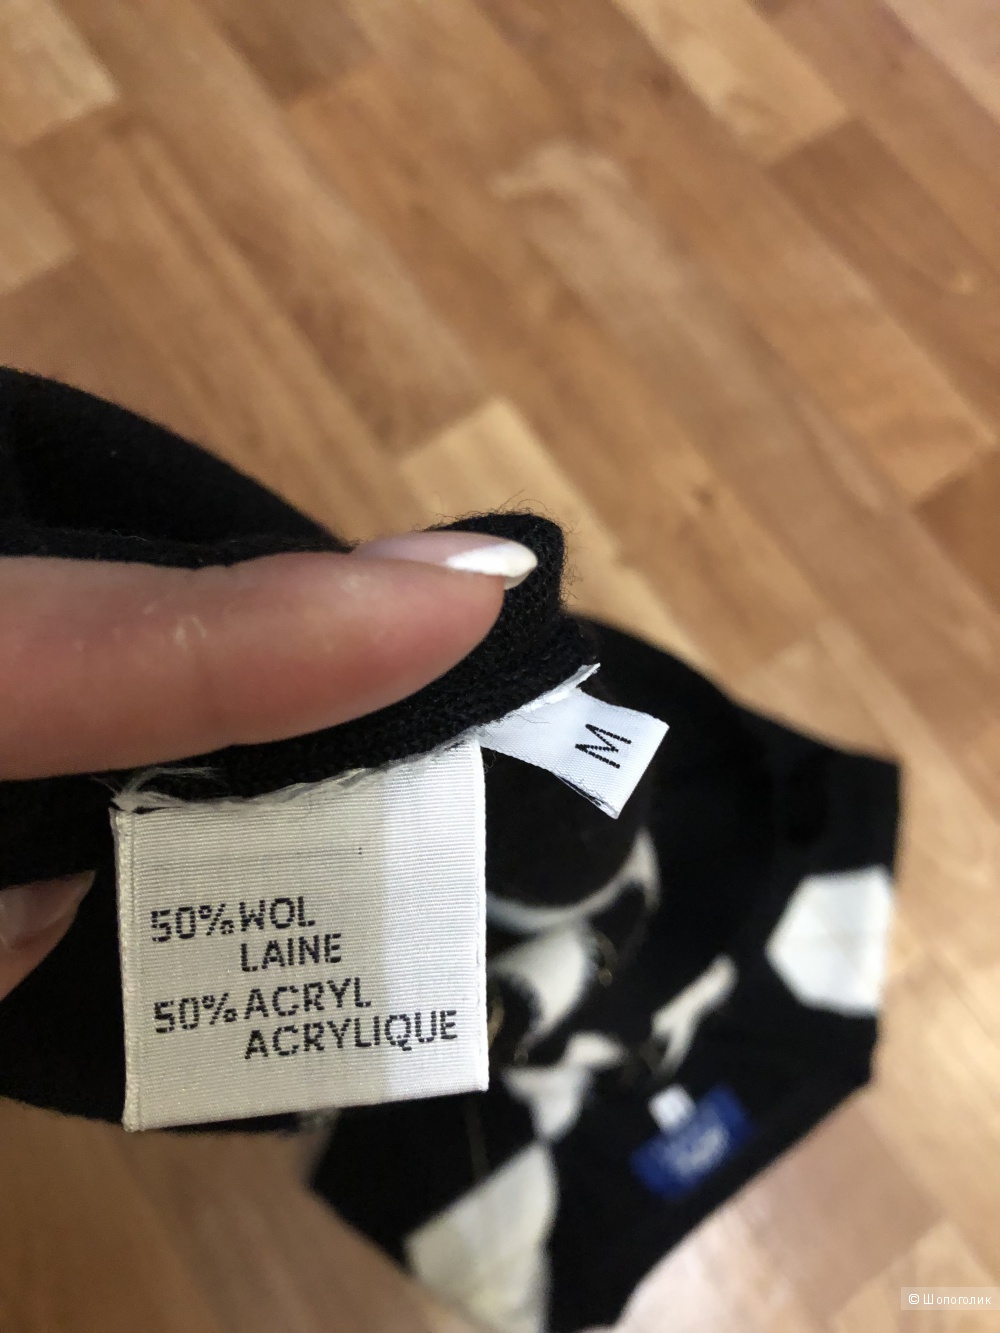 M
50% WOL
LAINE
50% ACRYL
ACRYLIQUE
© Шопоголик